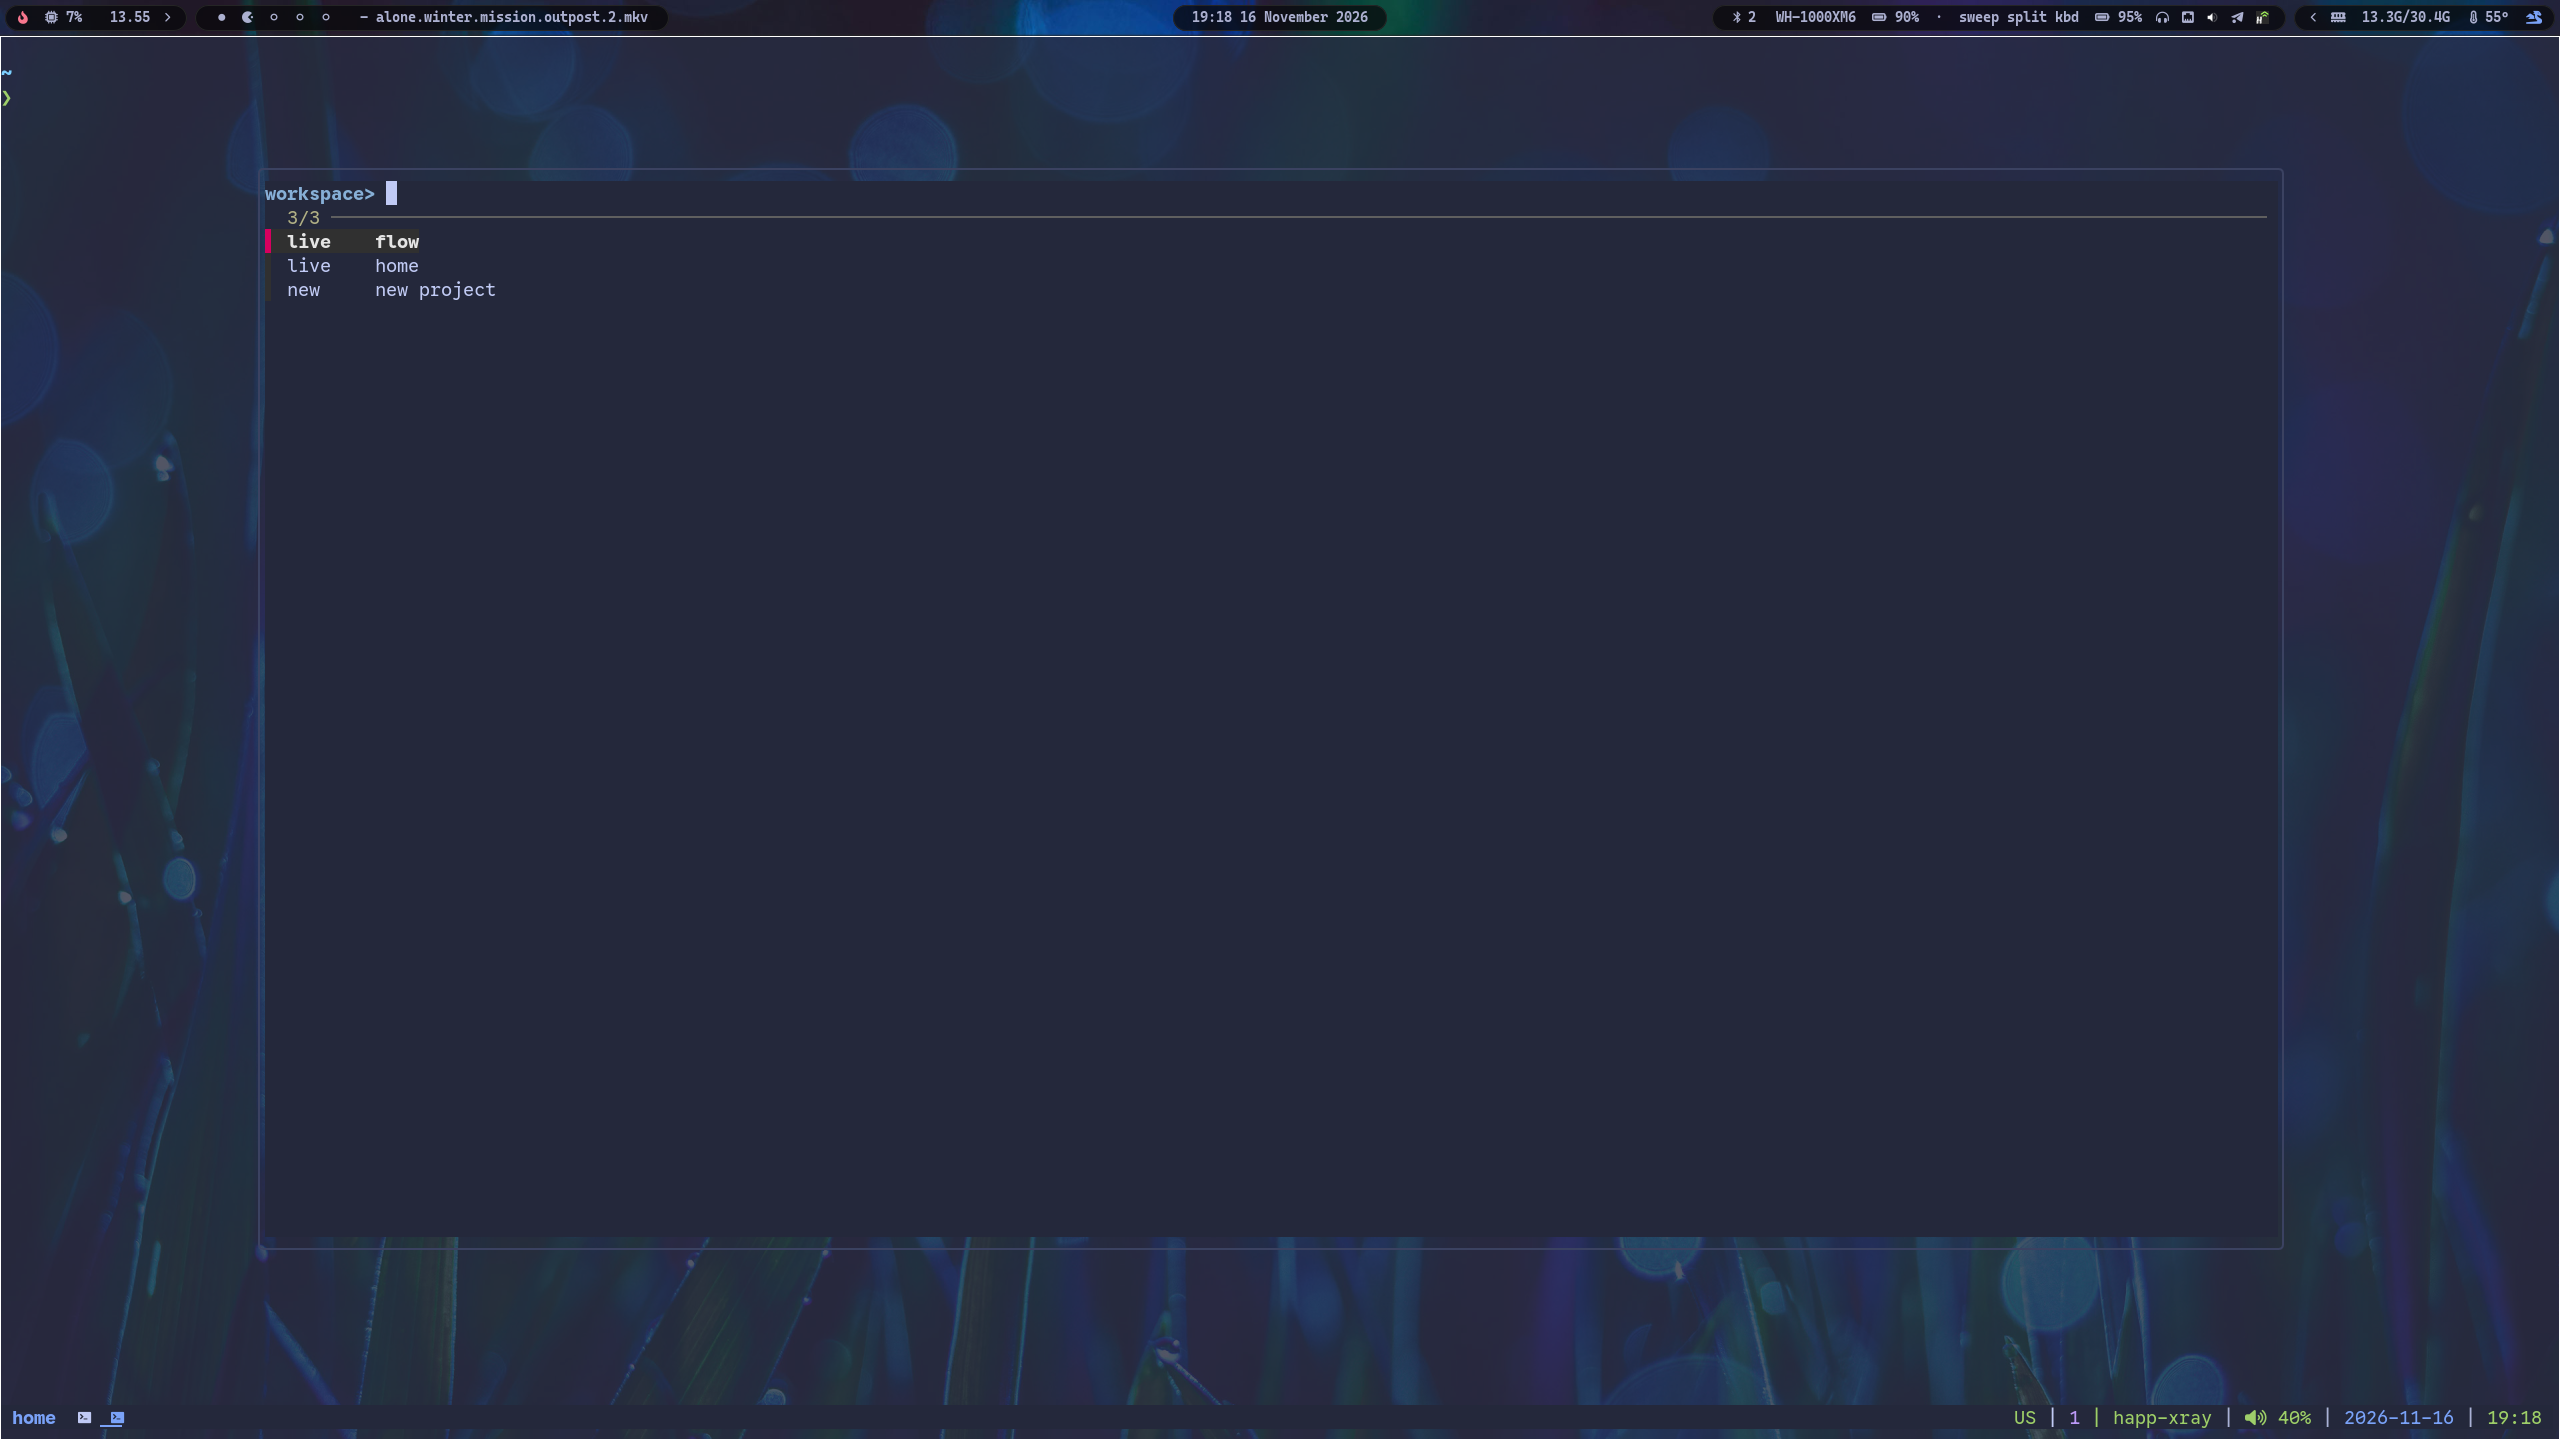 7% 13.55 — alone.winter.mission.outpost.2.mkv 19:18 16 November 2026 2 WH-1000XM6 90% · sweep split kbd 95% 13.3G/30.4G 55°
~
❯
workspace>
3/3
live flow
live home
new new project
home US | 1 | happ-xray | 40% | 2026-11-16 | 19:18